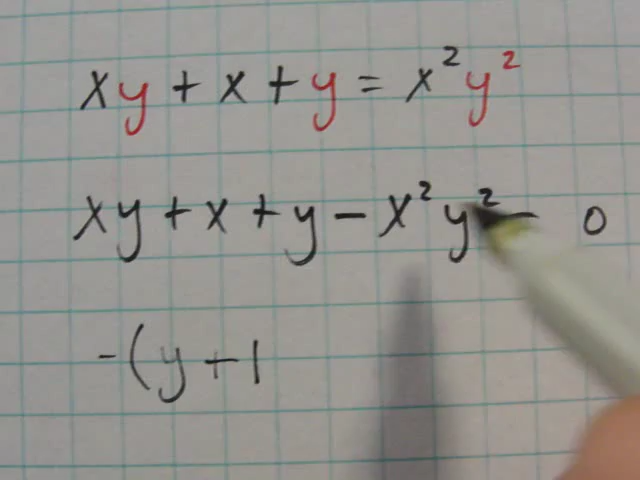 xy + x + y = x²y²
xy + x + y - x²y² = 0
-(y + 1